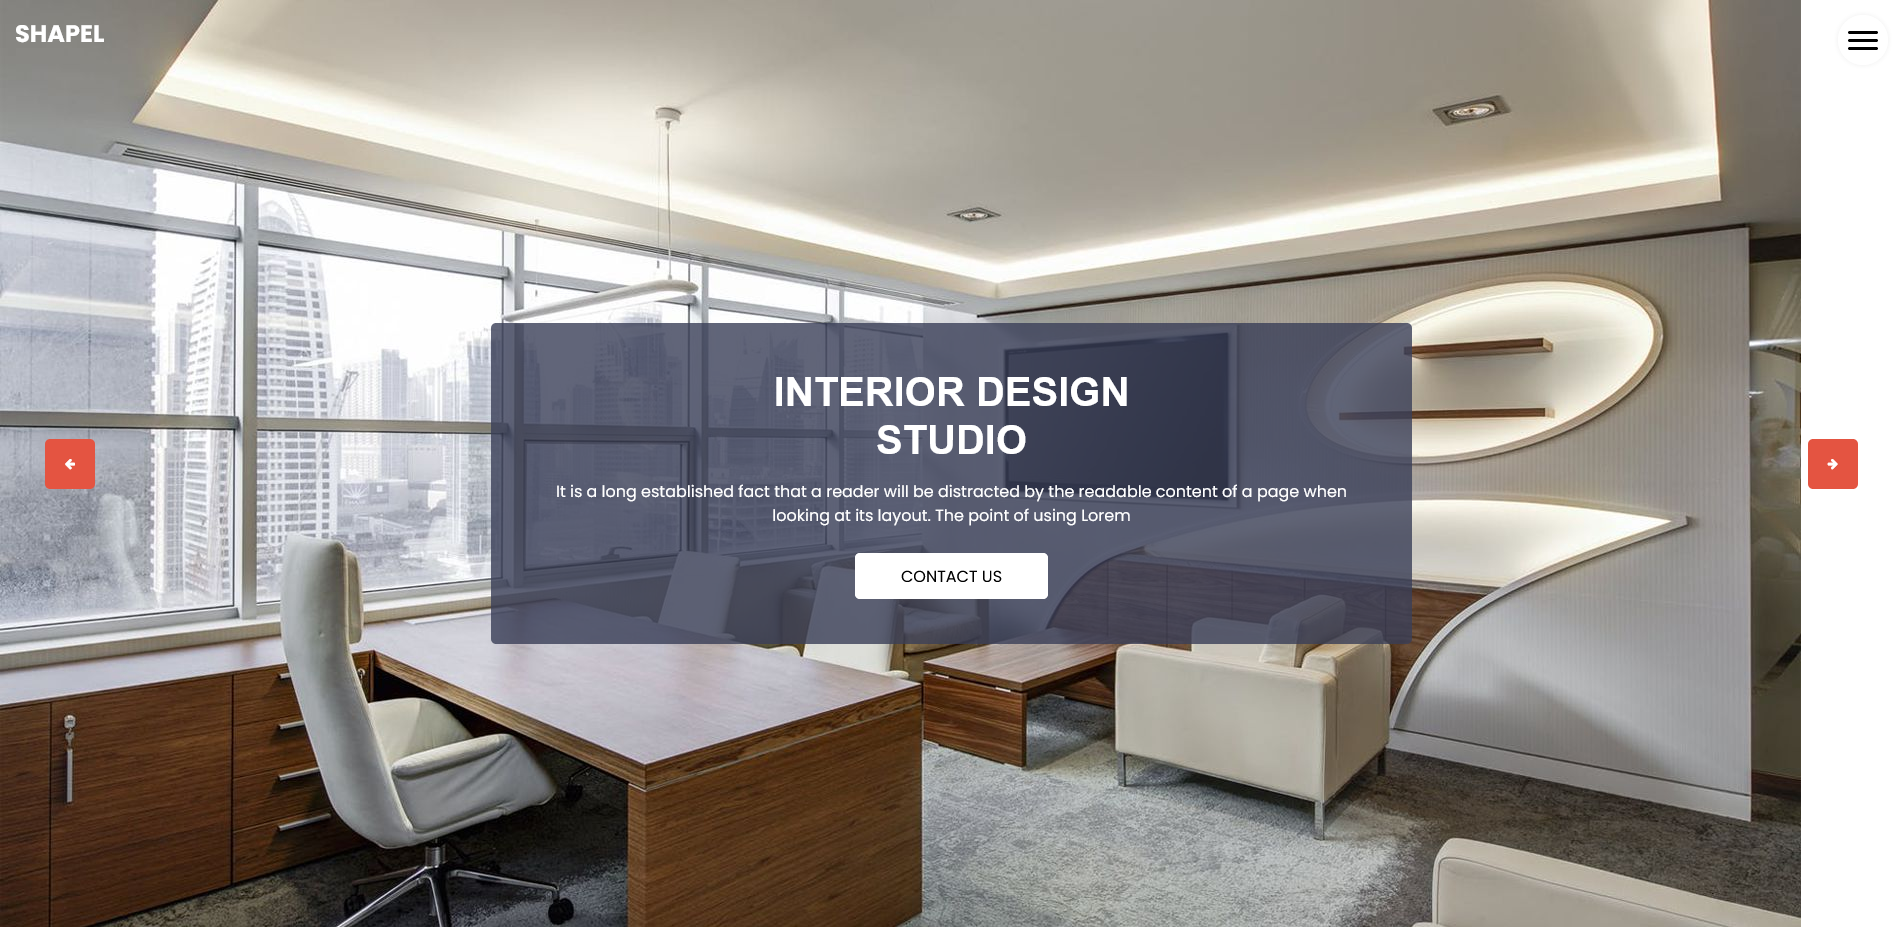 SHAPEL
INTERIOR DESIGN
STUDIO
It is a long established fact that a reader will be distracted by the readable content of a page when
looking at its layout. The point of using Lorem
CONTACT US